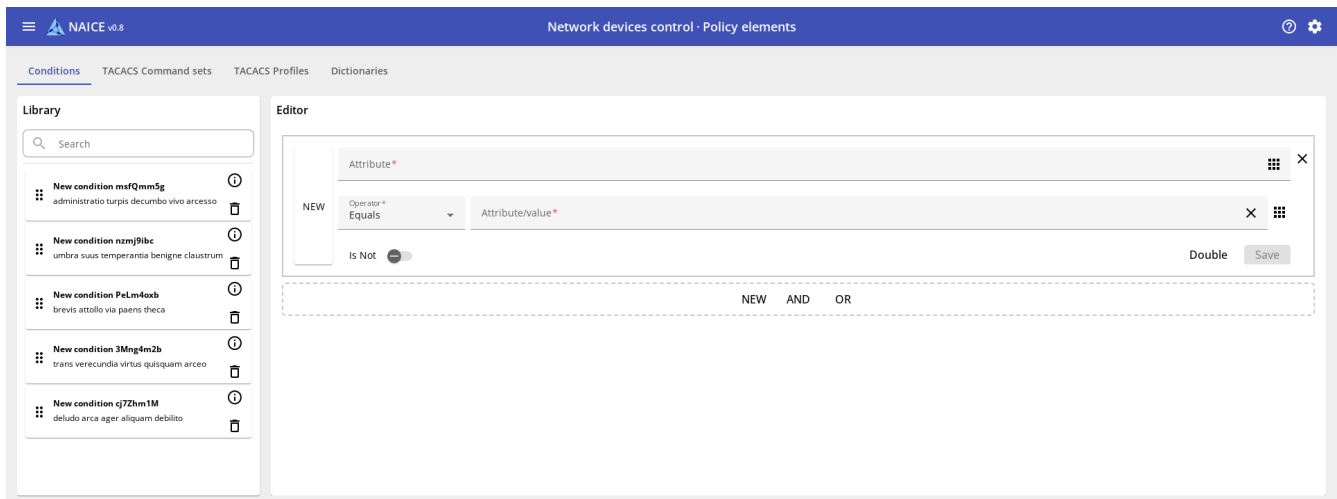 NAICE v0.8
Network devices control · Policy elements
Conditions TACACS Command sets TACACS Profiles Dictionaries
Library
Search
New condition msfQmm5g
administratio turpis decumbo vivo arcesso
New condition nzmj9ibc
umbra suus temperantia benigne claustrum
New condition PeLm4oxb
brevis attollo via paens theca
New condition 3Mng4m2b
trans verecundia virtus quisquam arceo
New condition cj7Zhm1M
deludo arca ager aliquam debilito
Editor
NEW
Attribute*
Operator*
Equals
Attribute/value*
Is Not
Double Save
NEW AND OR